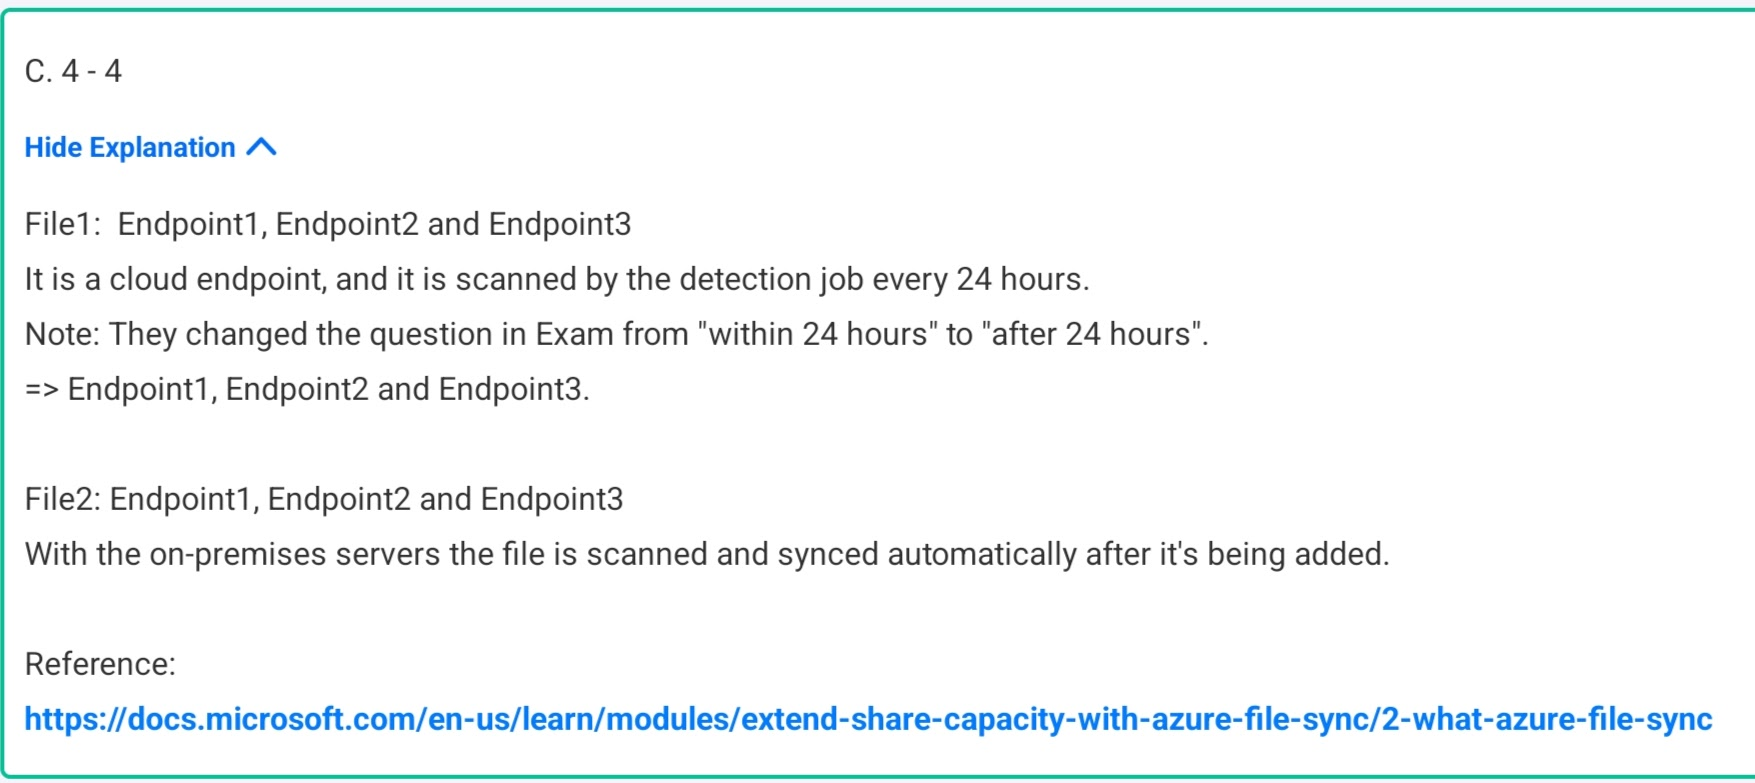 C. 4 - 4
Hide Explanation
File1:  Endpoint1, Endpoint2 and Endpoint3
It is a cloud endpoint, and it is scanned by the detection job every 24 hours.
Note: They changed the question in Exam from "within 24 hours" to "after 24 hours".
=> Endpoint1, Endpoint2 and Endpoint3.
File2: Endpoint1, Endpoint2 and Endpoint3
With the on-premises servers the file is scanned and synced automatically after it's being added.
Reference:
https://docs.microsoft.com/en-us/learn/modules/extend-share-capacity-with-azure-file-sync/2-what-azure-file-sync